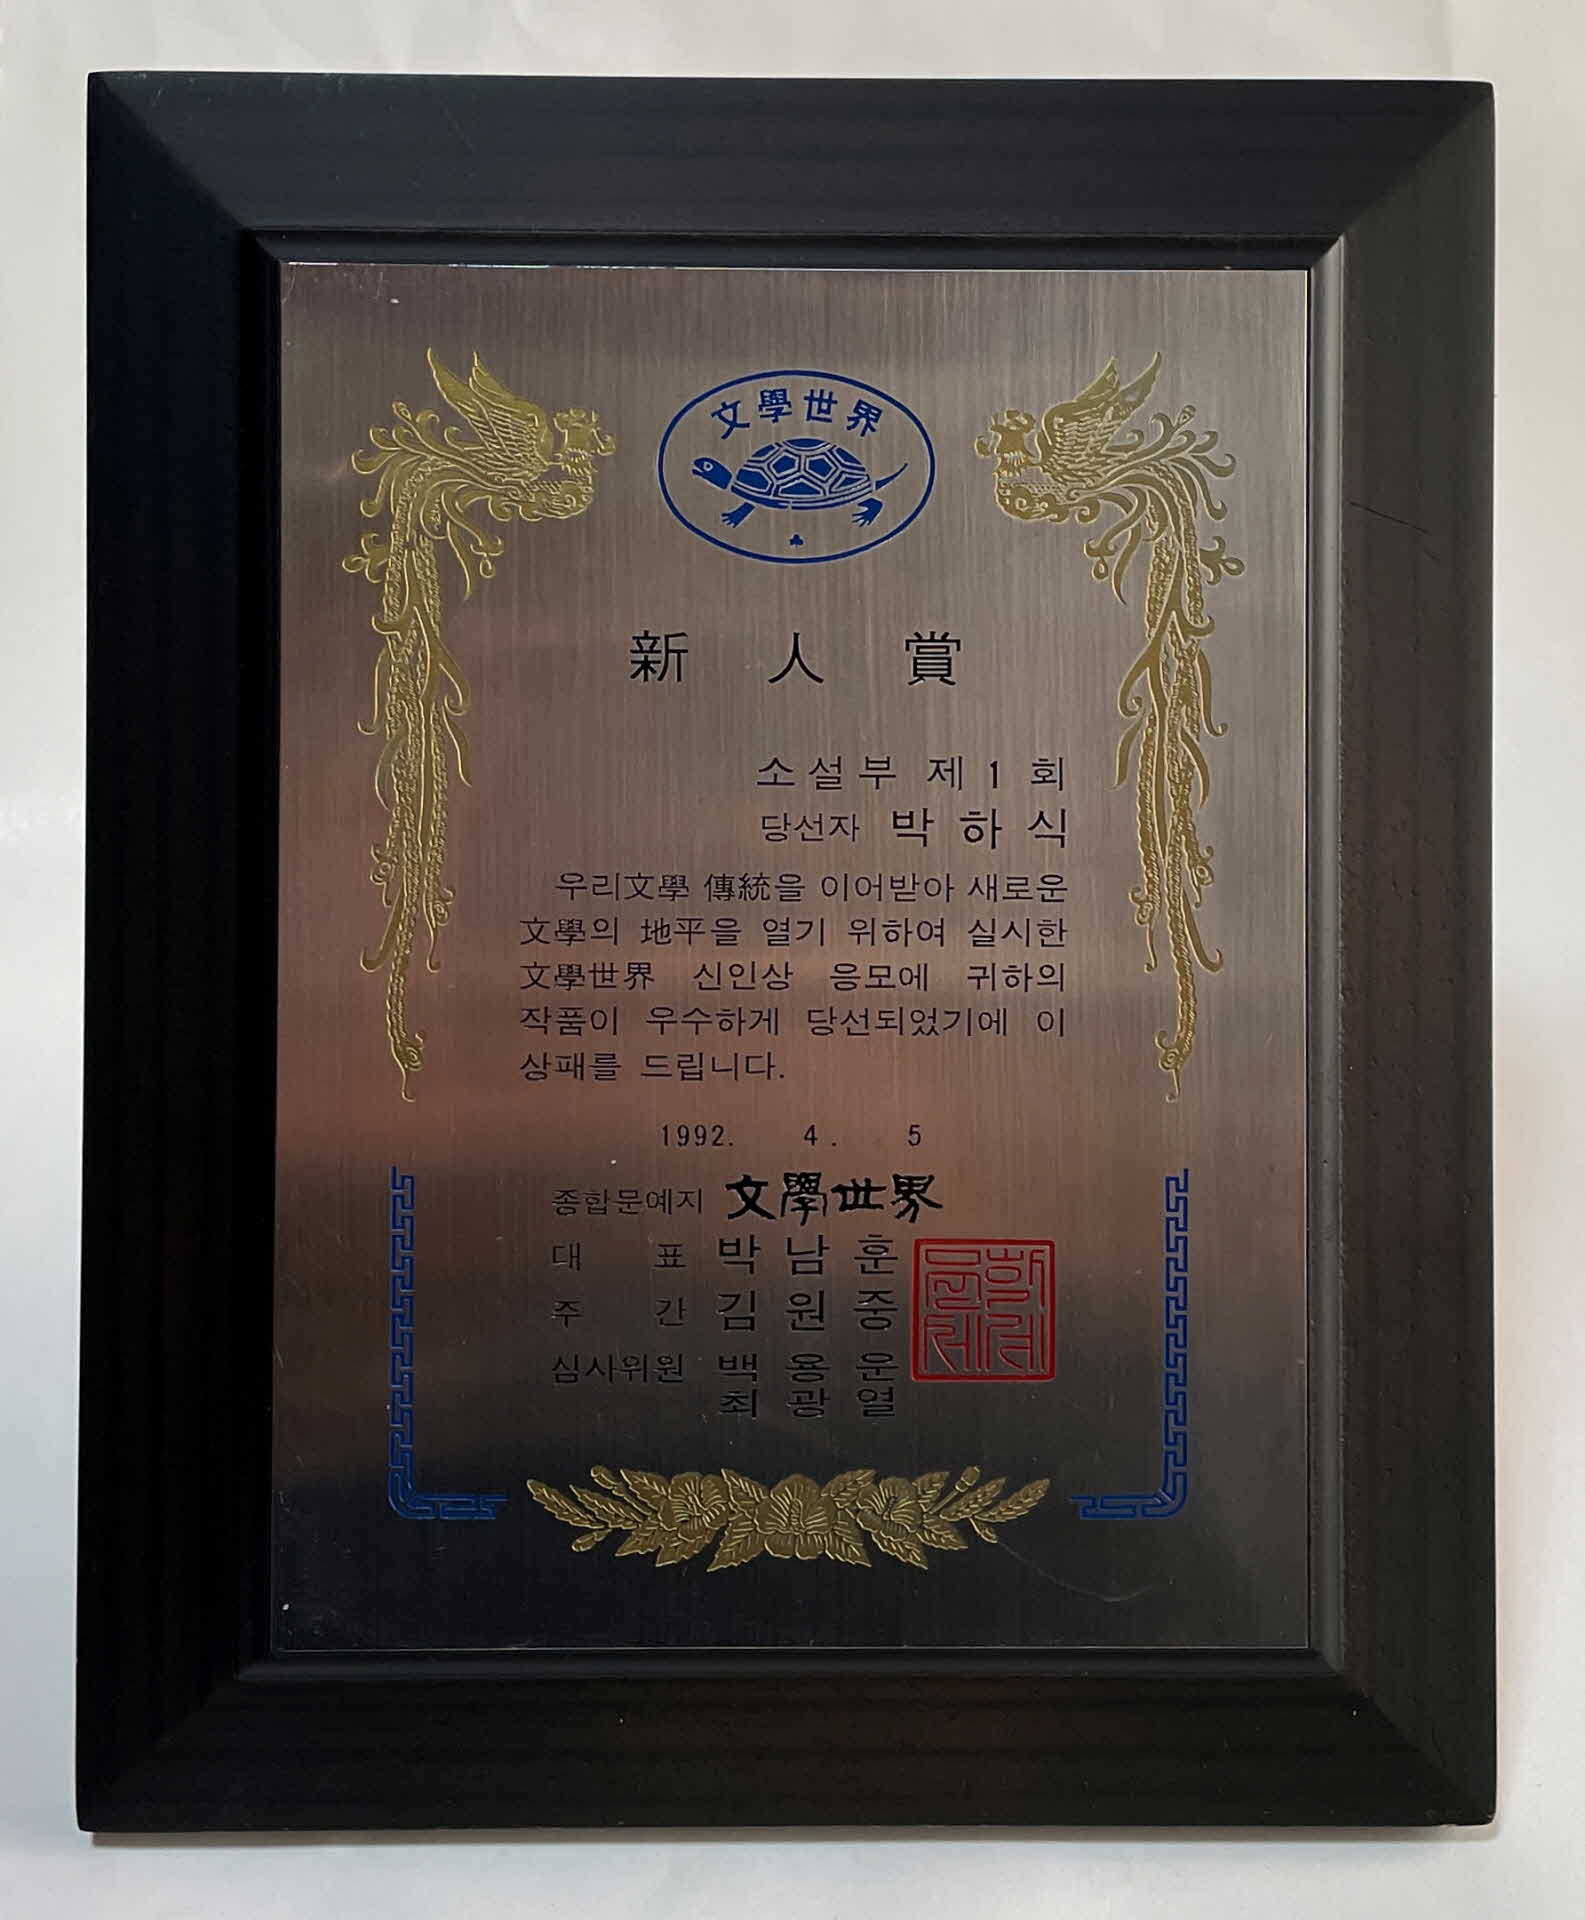 文學世界
新人賞
소설부 제1회
당선자 박하식
우리文學 傳統을 이어받아 새로운
文學의 地平을 열기 위하여 실시한
文學世界 신인상 응모에 귀하의
작품이 우수하게 당선되었기에 이
상패를 드립니다.
1992. 4. 5
종합문예지 文學世界
대표 박남훈
주간 김원중
심사위원 백용운
최광열